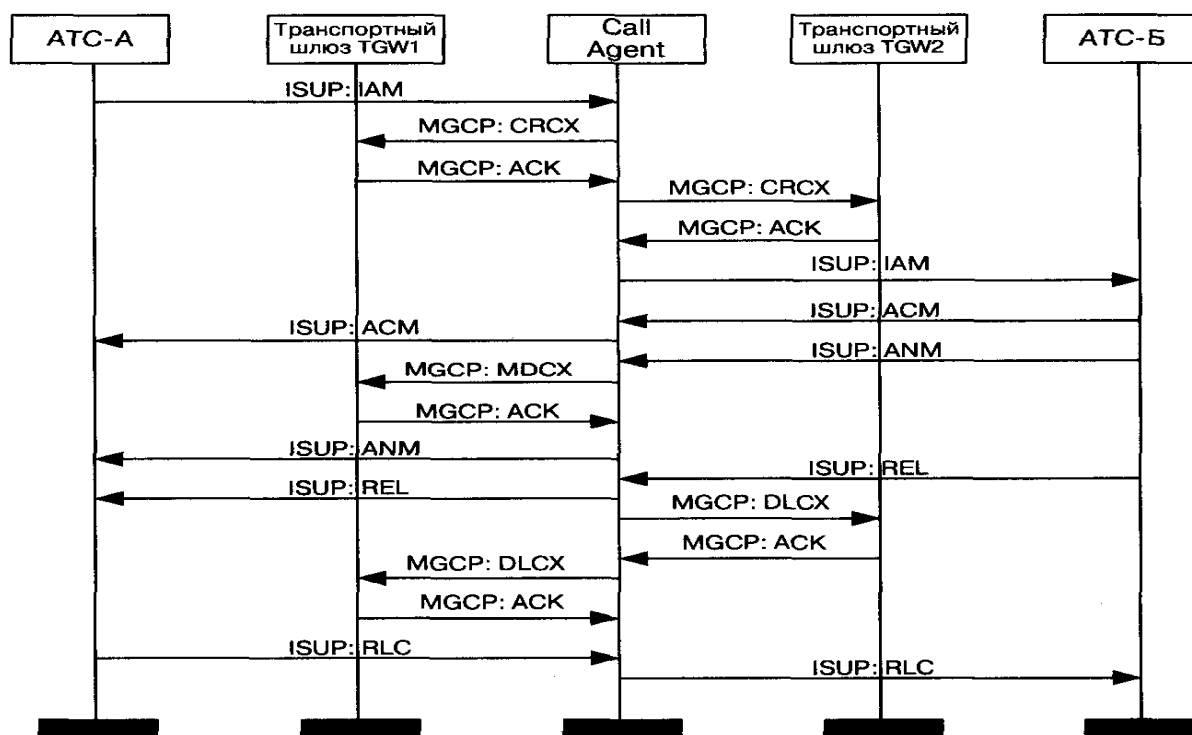 АТС-А
Транспортный
шлюз TGW1
Call
Agent
Транспортный
шлюз TGW2
АТС-Б
ISUP: IAM
MGCP: CRCX
MGCP: ACK
MGCP: CRCX
MGCP: ACK
ISUP: IAM
ISUP: ACM
ISUP: ACM
ISUP: ANM
MGCP: MDCX
MGCP: ACK
ISUP: ANM
ISUP: REL
ISUP: REL
MGCP: DLCX
MGCP: ACK
MGCP: DLCX
MGCP: ACK
ISUP: RLC
ISUP: RLC